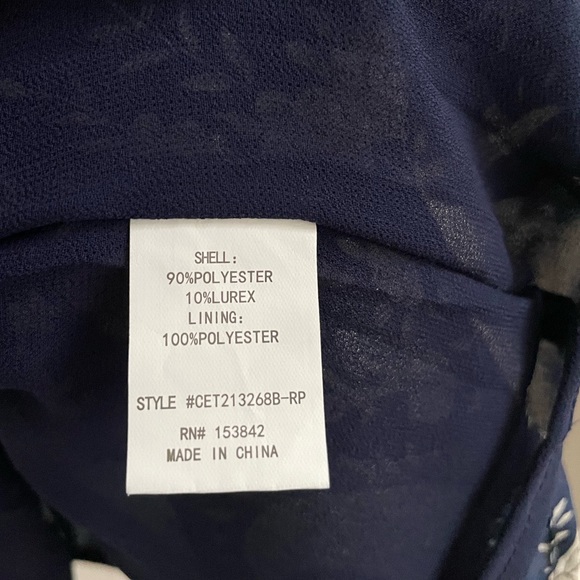 SHELL:
90%POLYESTER
10%LUREX
LINING:
100%POLYESTER
STYLE #CET213268B-RP
RN# 153842
MADE IN CHINA